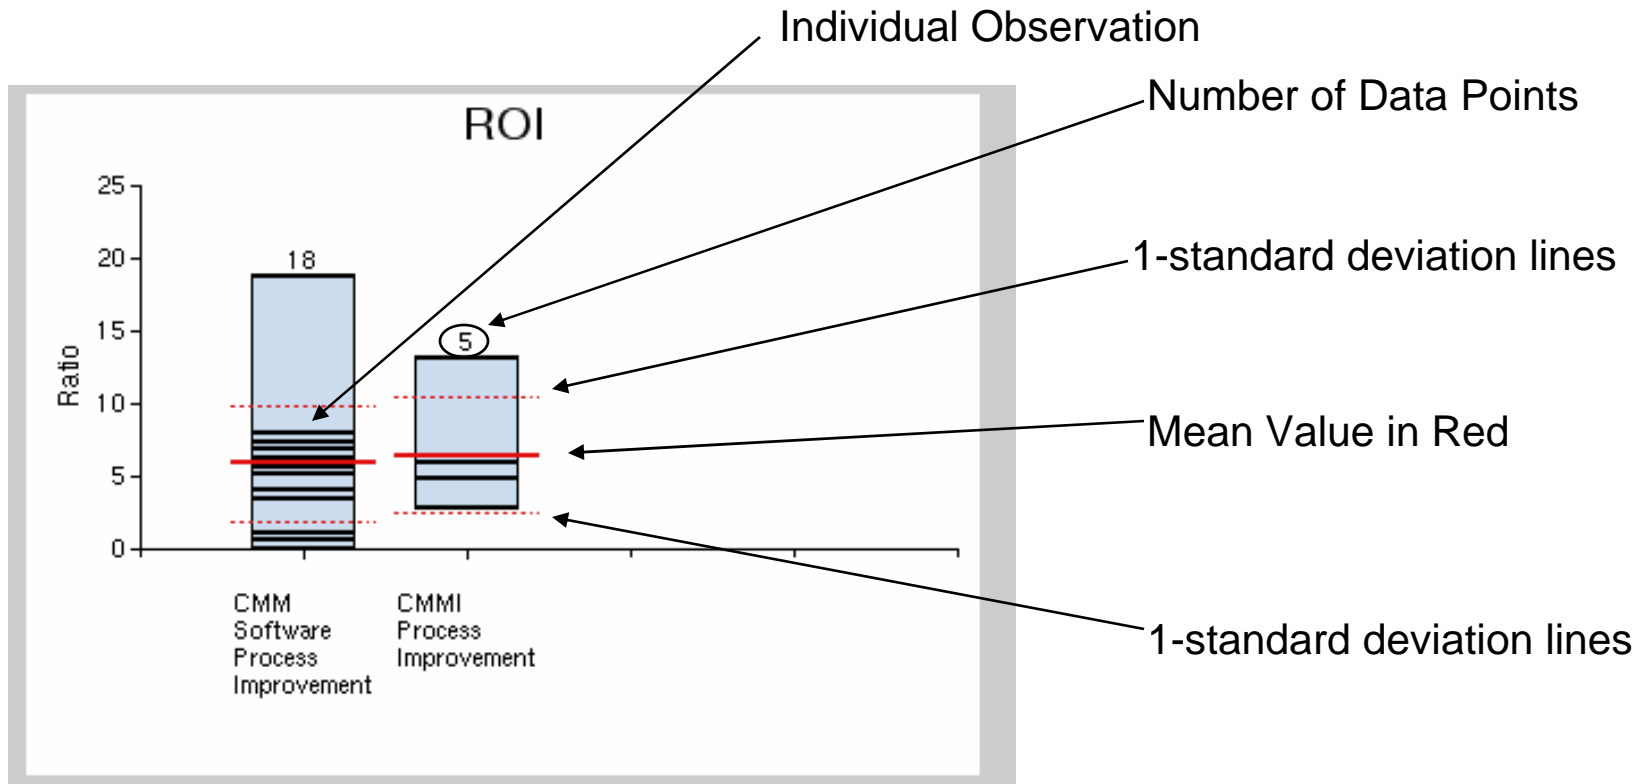 Individual Observation
Number of Data Points
ROI
1-standard deviation lines
Mean Value in Red
1-standard deviation lines
Ratio
25
20
15
10
5
0
18
5
CMM
Software
Process
Improvement
CMMI
Process
Improvement